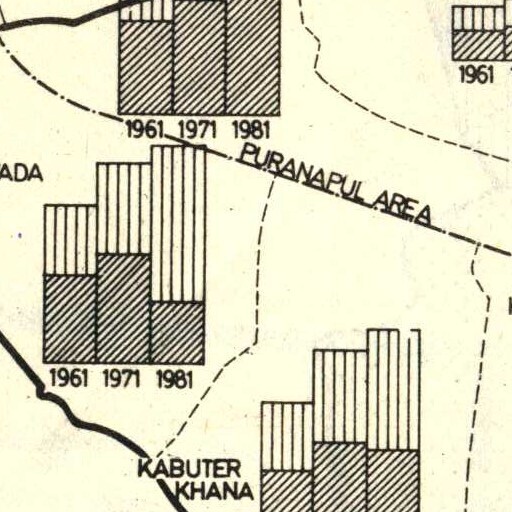 1961
1961 1971 1981
PURANAPUL AREA
ADA
1961 1971 1981
KABUTER
KHANA